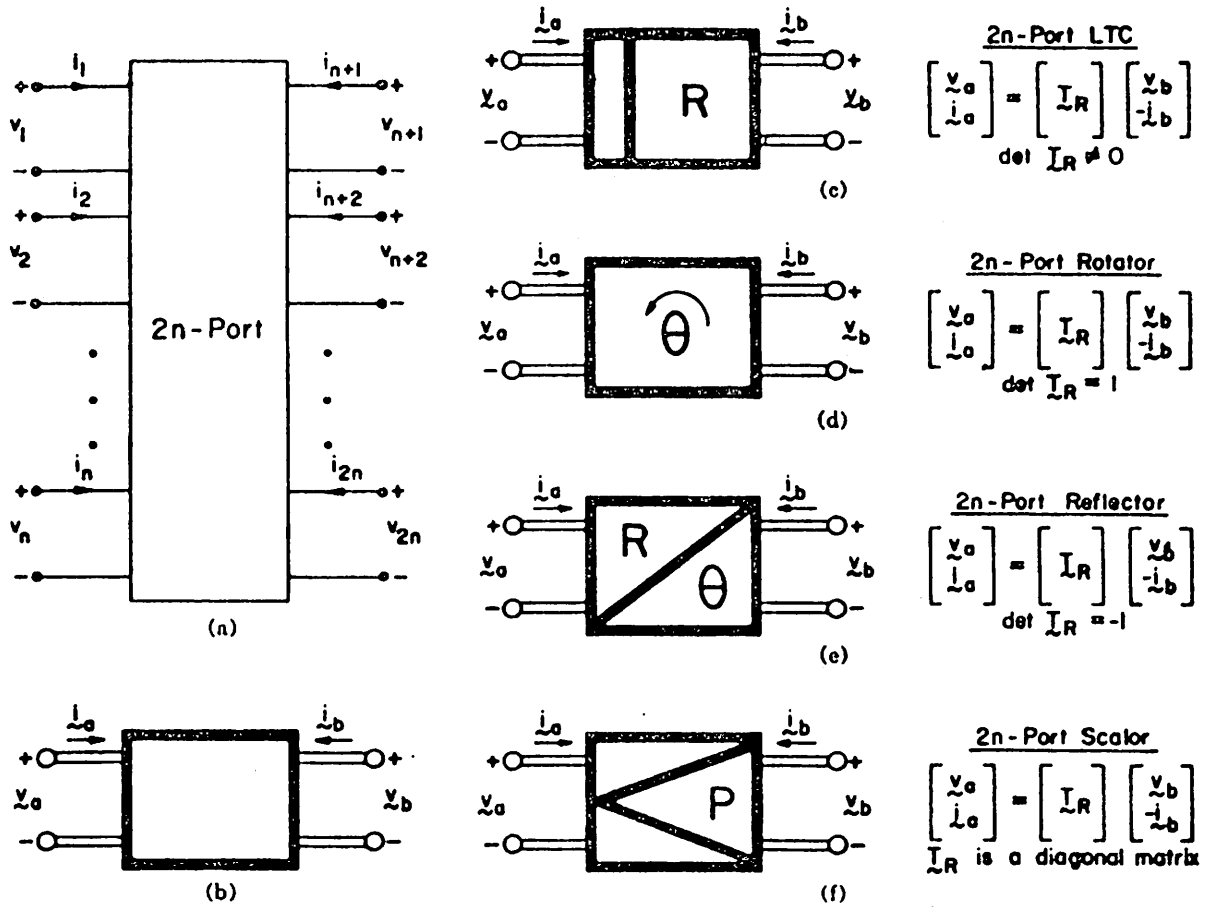 i1
in+1
+
+
v1
vn+1
-
-
i2
in+2
+
+
v2
vn+2
-
-
2n-Port
in
i2n
+
+
vn
v2n
-
-
(a)
ia
ib
+
+
va
vb
-
-
(b)
ia
ib
+
+
va
R
vb
-
-
(c)
2n-Port LTC
[va ia] = [TR] [vb -ib]
det TR ≠ 0
ia
ib
+
+
va
θ
vb
-
-
(d)
2n-Port Rotator
[va ia] = [TR] [vb -ib]
det TR = 1
ia
ib
+
+
R
va
θ
vb
-
-
(e)
2n-Port Reflector
[va ia] = [TR] [vb -ib]
det TR = -1
ia
ib
+
+
va
P
vb
-
-
(f)
2n-Port Scalor
[va ia] = [TR] [vb -ib]
TR is a diagonal matrix